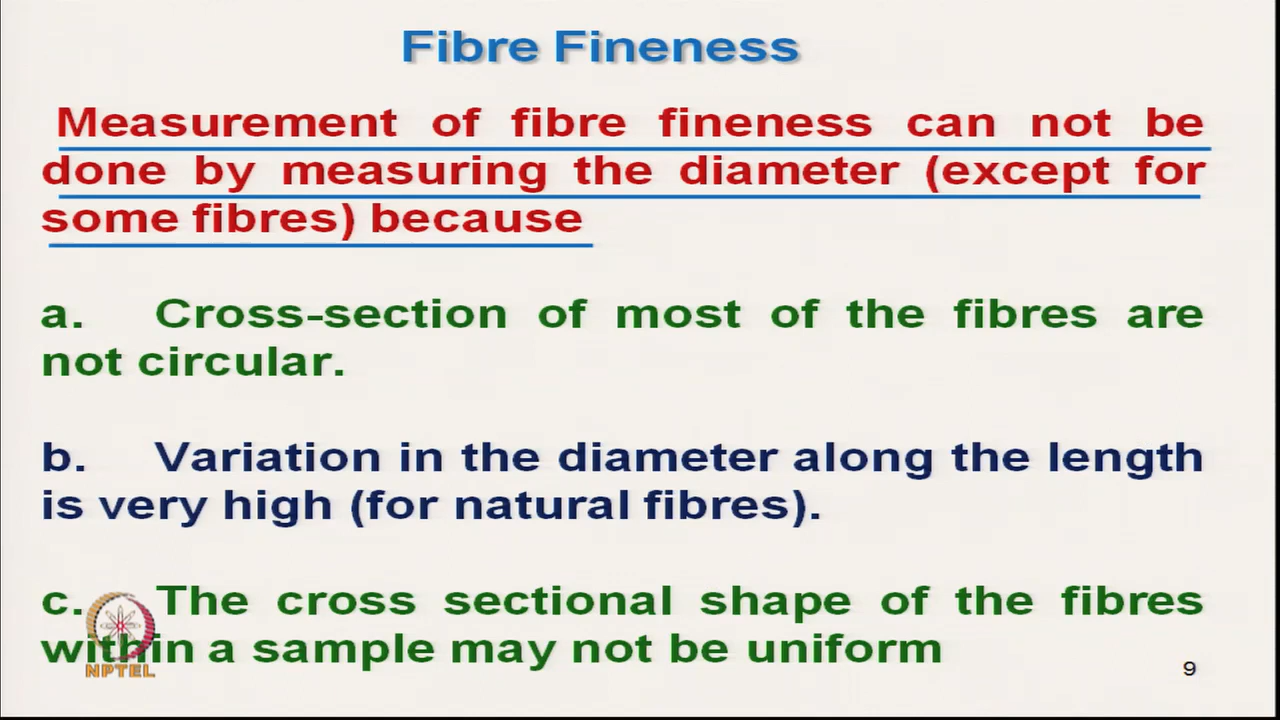 Fibre Fineness
Measurement of fibre fineness can not be
done by measuring the diameter (except for
some fibres) because
a. Cross-section of most of the fibres are
not circular.
b. Variation in the diameter along the length
is very high (for natural fibres).
c. The cross sectional shape of the fibres
within a sample may not be uniform
NPTEL
9